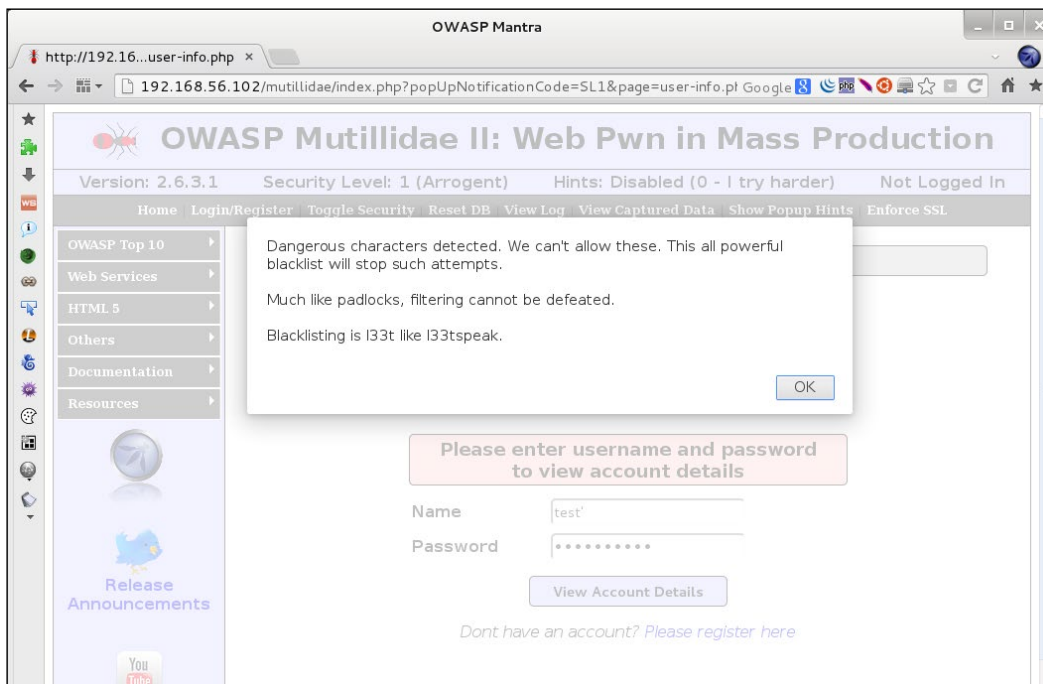 OWASP Mantra
http://192.16...user-info.php
192.168.56.102/mutillidae/index.php?popUpNotificationCode=SL1&page=user-info.pl Google
OWASP Mutillidae II: Web Pwn in Mass Production
Version: 2.6.3.1 Security Level: 1 (Arrogent) Hints: Disabled (0 - I try harder) Not Logged In
Home Login/Register Toggle Security Reset DB View Log View Captured Data Show Popup Hints Enforce SSL
OWASP Top 10
Web Services
HTML 5
Others
Documentation
Resources
Dangerous characters detected. We can't allow these. This all powerful
blacklist will stop such attempts.
Much like padlocks, filtering cannot be defeated.
Blacklisting is l33t like l33tspeak.
OK
Please enter username and password
to view account details
Name test'
Password
View Account Details
Dont have an account? Please register here
Release
Announcements
You
Tube